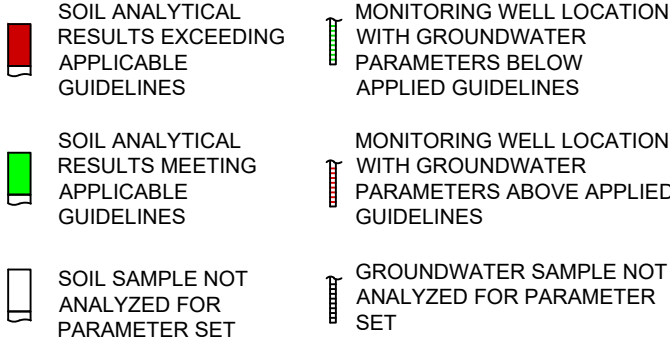 SOIL ANALYTICAL
RESULTS EXCEEDING
APPLICABLE
GUIDELINES
SOIL ANALYTICAL
RESULTS MEETING
APPLICABLE
GUIDELINES
SOIL SAMPLE NOT
ANALYZED FOR
PARAMETER SET
MONITORING WELL LOCATION
WITH GROUNDWATER
PARAMETERS BELOW
APPLIED GUIDELINES
MONITORING WELL LOCATION
WITH GROUNDWATER
PARAMETERS ABOVE APPLIED
GUIDELINES
GROUNDWATER SAMPLE NOT
ANALYZED FOR PARAMETER
SET